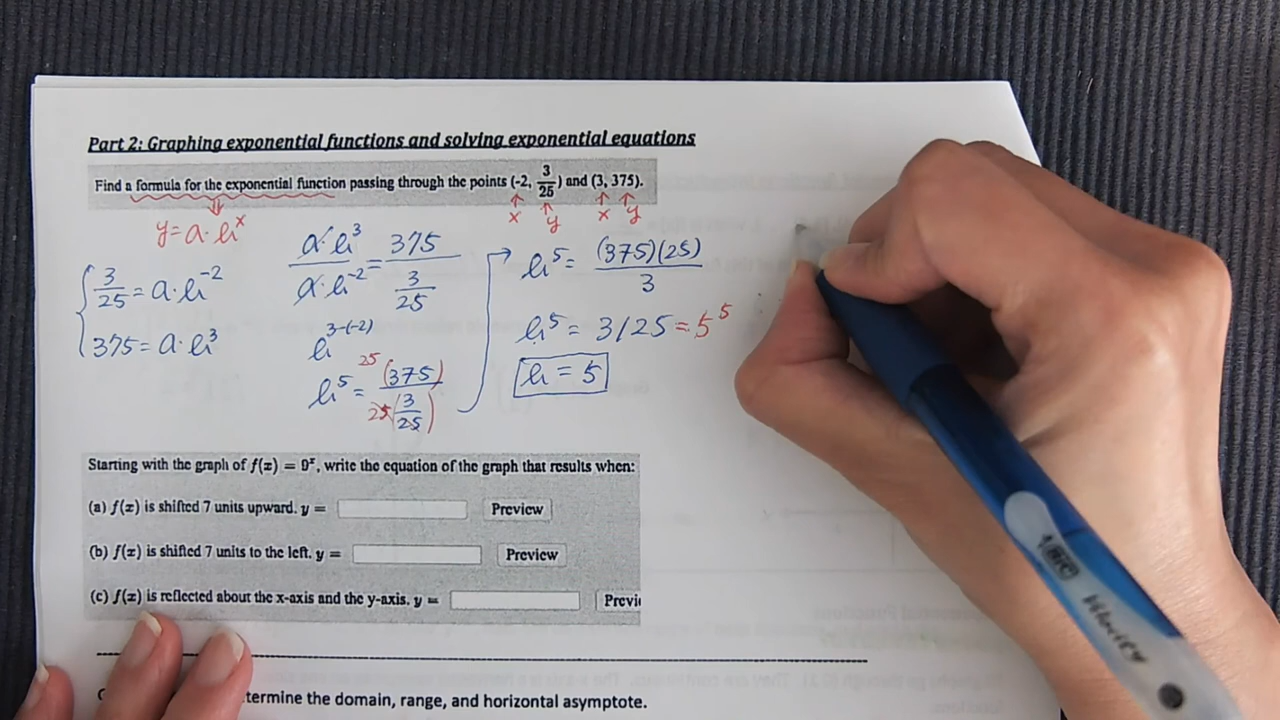 Part 2: Graphing exponential functions and solving exponential equations
Find a formula for the exponential function passing through the points (-2, 3/25) and (3, 375).
x y x y
y = a · b^x
3/25 = a · b^-2
375 = a · b^3
a · b^3 / a · b^-2 = 375 / (3/25)
b^3-(-2)
b^5 = 25 (375) / 25 (3/25)
b^5 = (375)(25) / 3
b^5 = 3125 = 5^5
b = 5
Starting with the graph of f(x) = 9^x, write the equation of the graph that results when:
(a) f(x) is shifted 7 units upward. y = Preview
(b) f(x) is shifted 7 units to the left. y = Preview
(c) f(x) is reflected about the x-axis and the y-axis. y = Previ
termine the domain, range, and horizontal asymptote.
BIC
Velocity